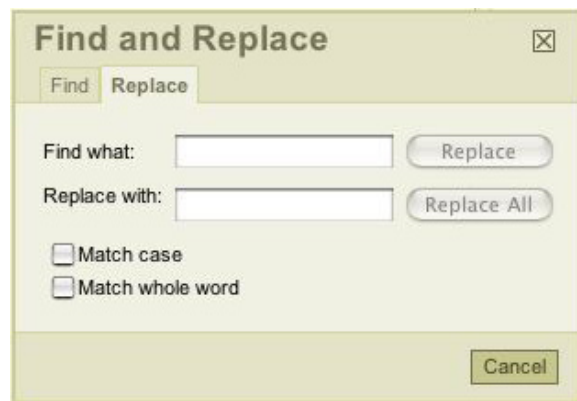 Find and Replace
Find Replace
Find what: Replace
Replace with: Replace All
Match case
Match whole word
Cancel